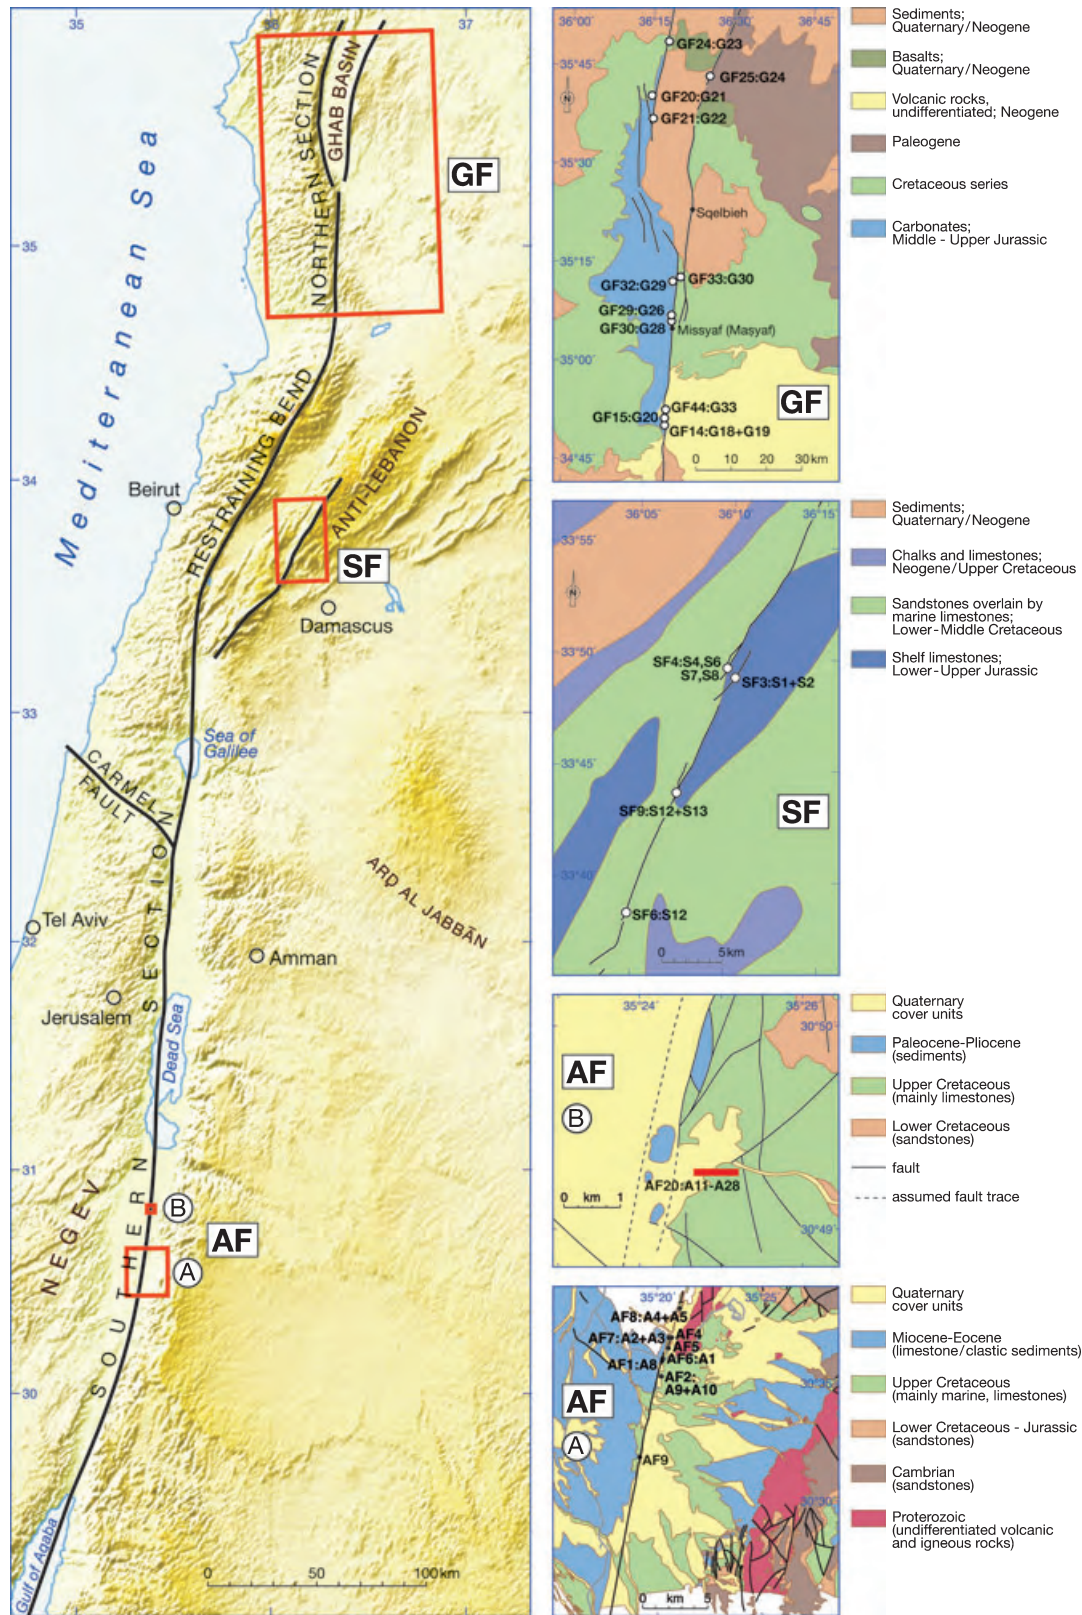 35
36
37
35
34
33
32
31
30
Mediterranean Sea
NORTHERN SECTION
GHAB BASIN
GF
RESTRAINING BEND
ANTI-LEBANON
Beirut
SF
Damascus
Sea of
Galilee
CARMEL
FAULT
ARD AL JABBĀN
Tel Aviv
Amman
Jerusalem
Dead Sea
SOUTHERN SECTION
NEGEV
B
AF
A
Gulf of Aqaba
0 50 100km
36°00′ 36°15′ 36°30′ 36°45′
35°45′
35°30′
35°15′
35°00′
34°45′
N
GF24:G23
GF25:G24
GF20:G21
GF21:G22
Sqelbieh
GF33:G30
GF32:G29
GF29:G26
GF30:G28
Missyaf (Maşyaf)
GF
GF44:G33
GF15:G20
GF14:G18+G19
0 10 20 30km
Sediments;
Quaternary/Neogene
Basalts;
Quaternary/Neogene
Volcanic rocks,
undifferentiated; Neogene
Paleogene
Cretaceous series
Carbonates;
Middle - Upper Jurassic
36°05′ 36°10′ 36°15′
33°55′
33°50′
33°45′
33°40′
N
SF4:S4,S6
S7,S8
SF3:S1+S2
SF9:S12+S13
SF
SF6:S12
0 5km
Sediments;
Quaternary/Neogene
Chalks and limestones;
Neogene/Upper Cretaceous
Sandstones overlain by
marine limestones;
Lower-Middle Cretaceous
Shelf limestones;
Lower-Upper Jurassic
35°24′ 35°26′
30°50′
30°49′
AF
B
AF20:A11-A28
0 km 1
Quaternary
cover units
Paleocene-Pliocene
(sediments)
Upper Cretaceous
(mainly limestones)
Lower Cretaceous
(sandstones)
fault
assumed fault trace
35°20′ 35°25′
30°35′
30°30′
AF8:A4+A5
AF7:A2+A3
AF4
AF5
AF1:A8
AF6:A1
AF2:
A9+A10
AF
A
AF9
0 km 5
Quaternary
cover units
Miocene-Eocene
(limestone/clastic sediments)
Upper Cretaceous
(mainly marine, limestones)
Lower Cretaceous - Jurassic
(sandstones)
Cambrian
(sandstones)
Proterozoic
(undifferentiated volcanic
and igneous rocks)